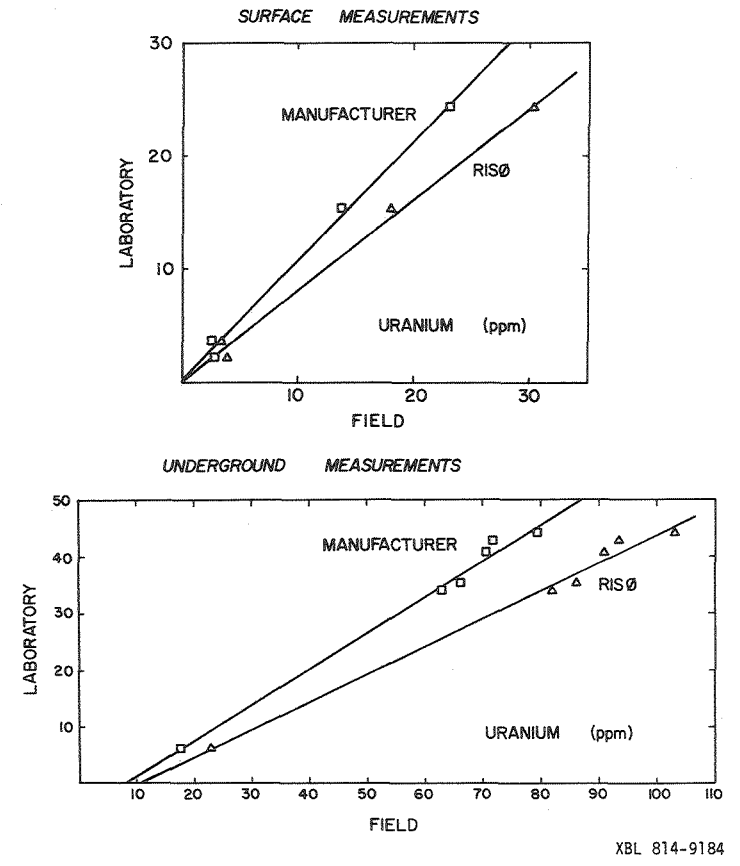 SURFACE MEASUREMENTS
30
MANUFACTURER
20
RISØ
LABORATORY
10
URANIUM (ppm)
10 20 30
FIELD
UNDERGROUND MEASUREMENTS
50
MANUFACTURER
40
RISØ
30
LABORATORY
20
10
URANIUM (ppm)
10 20 30 40 50 60 70 80 90 100 110
FIELD
XBL 814-9184